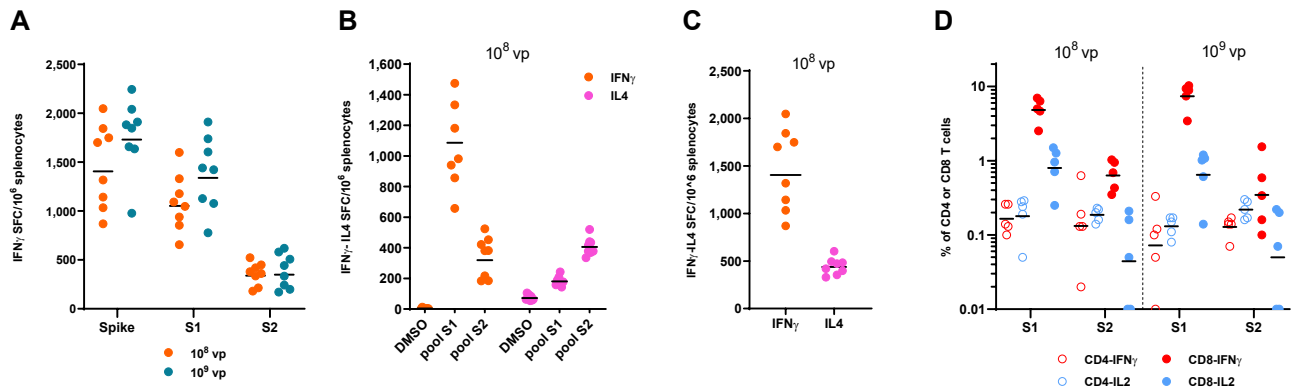 A
IFNγ SFC/10⁶ splenocytes
2,500
2,000
1,500
1,000
500
0
Spike
S1
S2
10⁸ vp
10⁹ vp
B
10⁸ vp
IFNγ- IL4 SFC/10⁶ splenocytes
1,600
1,400
1,200
1,000
800
600
400
200
0
DMSO
pool S1
pool S2
DMSO
pool S1
pool S2
IFNγ
IL4
C
10⁸ vp
IFNγ-IL4 SFC/10^6 splenocytes
2,500
2,000
1,500
1,000
500
0
IFNγ
IL4
D
10⁸ vp
10⁹ vp
% of CD4 or CD8 T cells
10
1
0.1
0.01
S1
S2
S1
S2
CD4-IFNγ
CD8-IFNγ
CD4-IL2
CD8-IL2